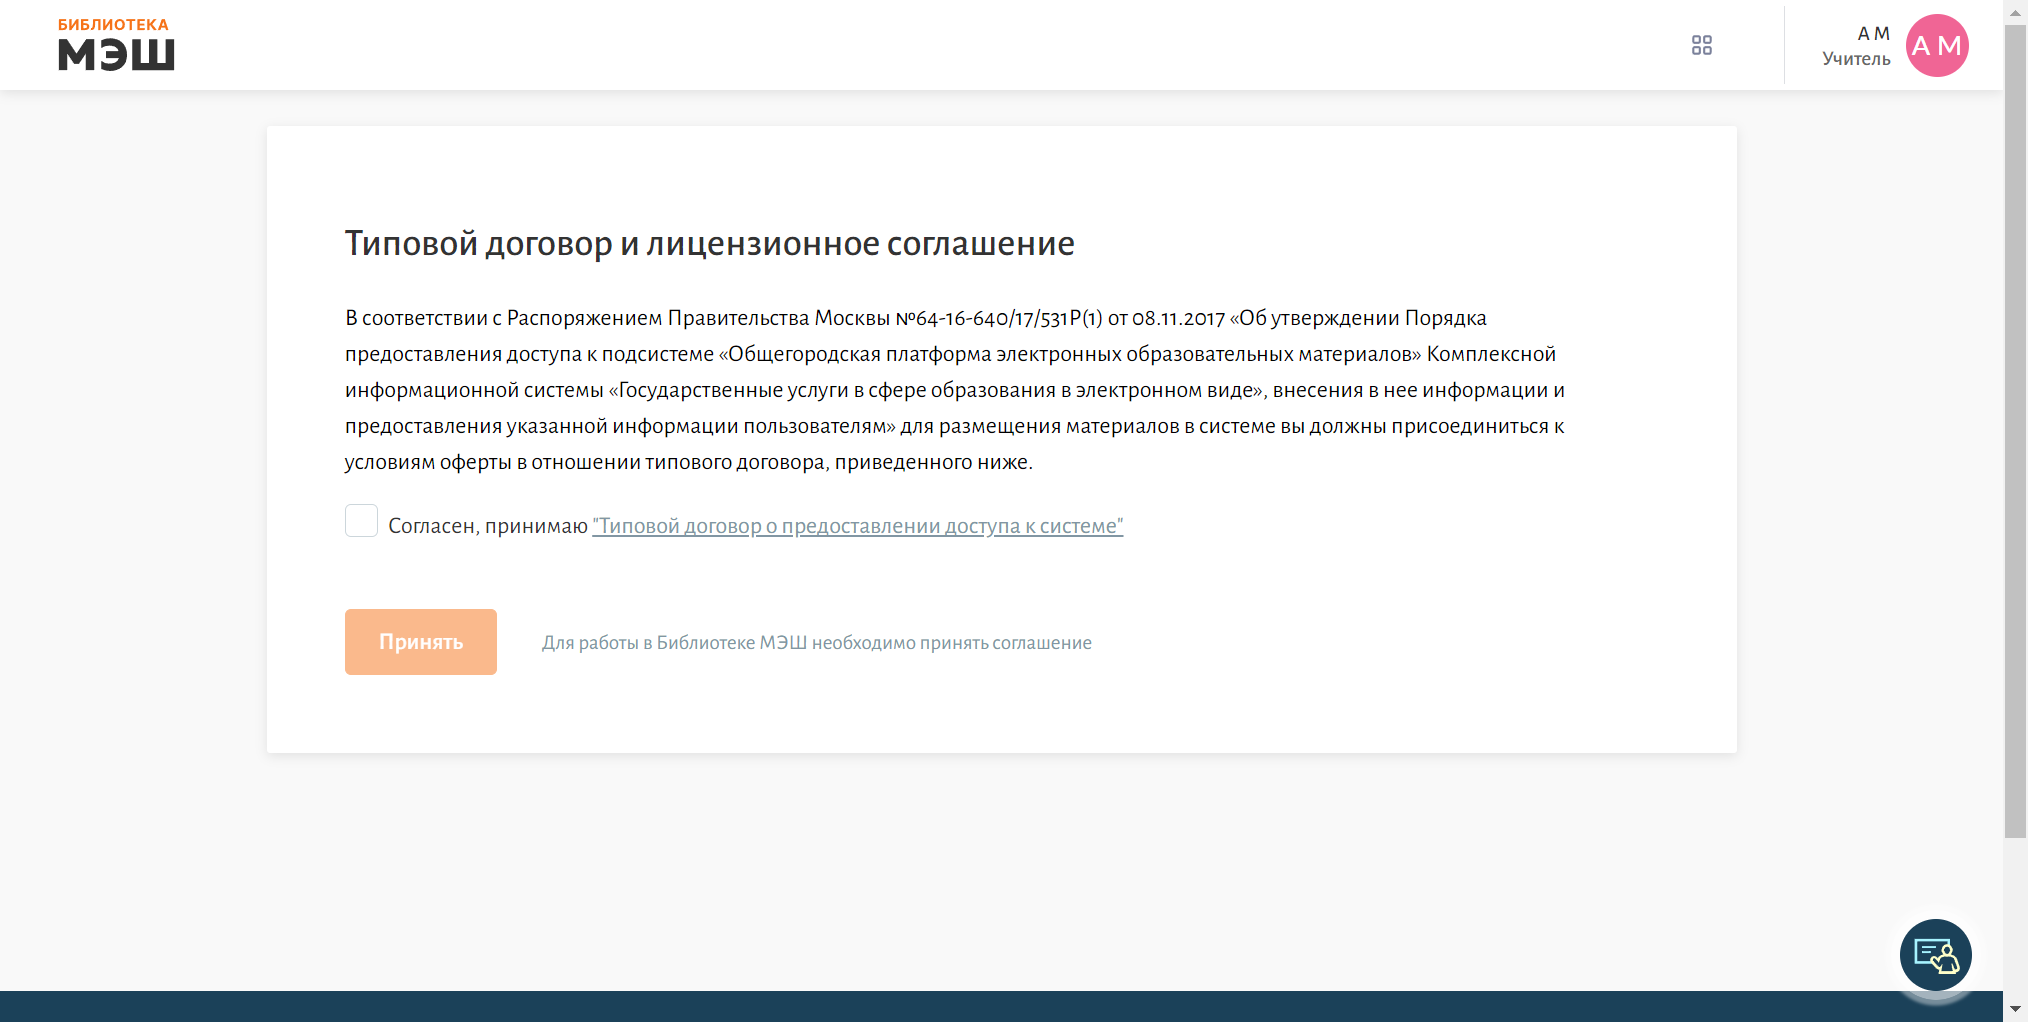 БИБЛИОТЕКА
МЭШ
А М
Учитель
А М
Типовой договор и лицензионное соглашение
В соответствии с Распоряжением Правительства Москвы №64-16-640/17/531Р(1) от 08.11.2017 «Об утверждении Порядка
предоставления доступа к подсистеме «Общегородская платформа электронных образовательных материалов» Комплексной
информационной системы «Государственные услуги в сфере образования в электронном виде», внесения в нее информации и
предоставления указанной информации пользователям» для размещения материалов в системе вы должны присоединиться к
условиям оферты в отношении типового договора, приведенного ниже.
Согласен, принимаю "Типовой договор о предоставлении доступа к системе"
Принять
Для работы в Библиотеке МЭШ необходимо принять соглашение